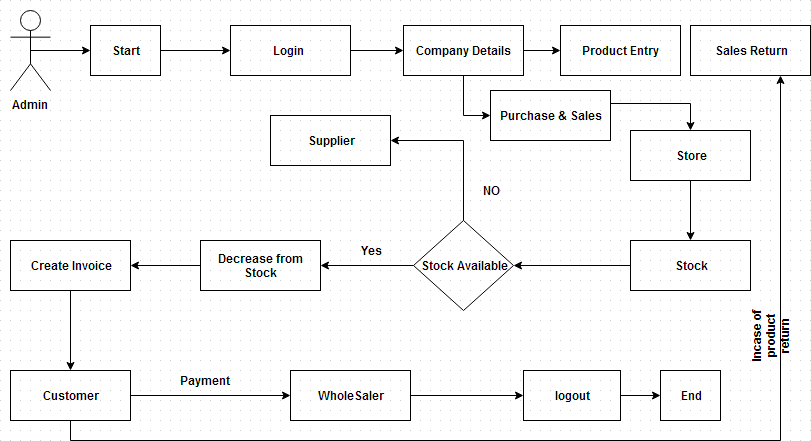 Start
Login
Company Details
Product Entry
Sales Return
Admin
Purchase & Sales
Supplier
Store
NO
Yes
Create Invoice
Decrease from
Stock
Stock Available
Stock
Incase of
product
return
Payment
Customer
WholeSaler
logout
End